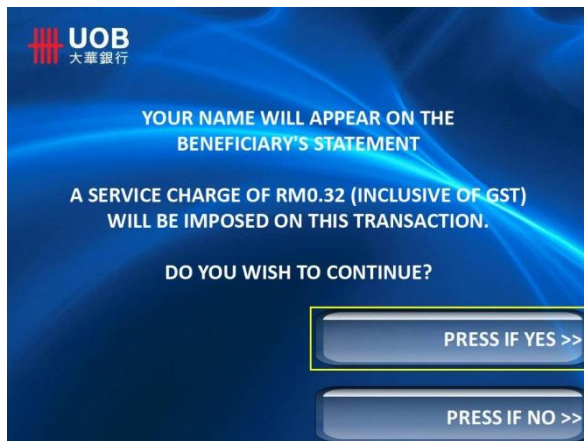 UOB
大華銀行
YOUR NAME WILL APPEAR ON THE
BENEFICIARY'S STATEMENT
A SERVICE CHARGE OF RM0.32 (INCLUSIVE OF GST)
WILL BE IMPOSED ON THIS TRANSACTION.
DO YOU WISH TO CONTINUE?
PRESS IF YES >>
PRESS IF NO >>